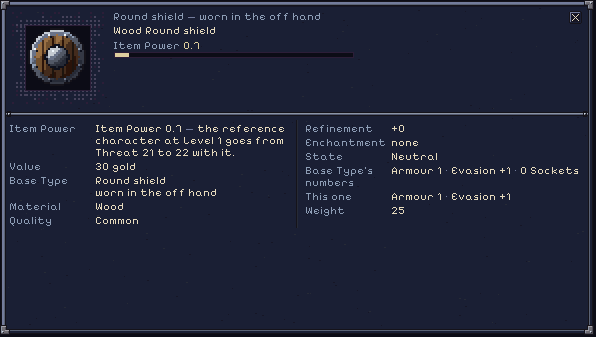 Round shield — worn in the off hand
Wood Round shield
Item Power 0.7
Item Power
Item Power 0.7 — the reference
character at Level 1 goes from
Threat 21 to 22 with it.
Value
30 gold
Base Type
Round shield
worn in the off hand
Material
Wood
Quality
Common
Refinement
+0
Enchantment
none
State
Neutral
Base Type's
numbers
Armour 1 · Evasion +1 · 0 Sockets
This one
Armour 1 · Evasion +1
Weight
25